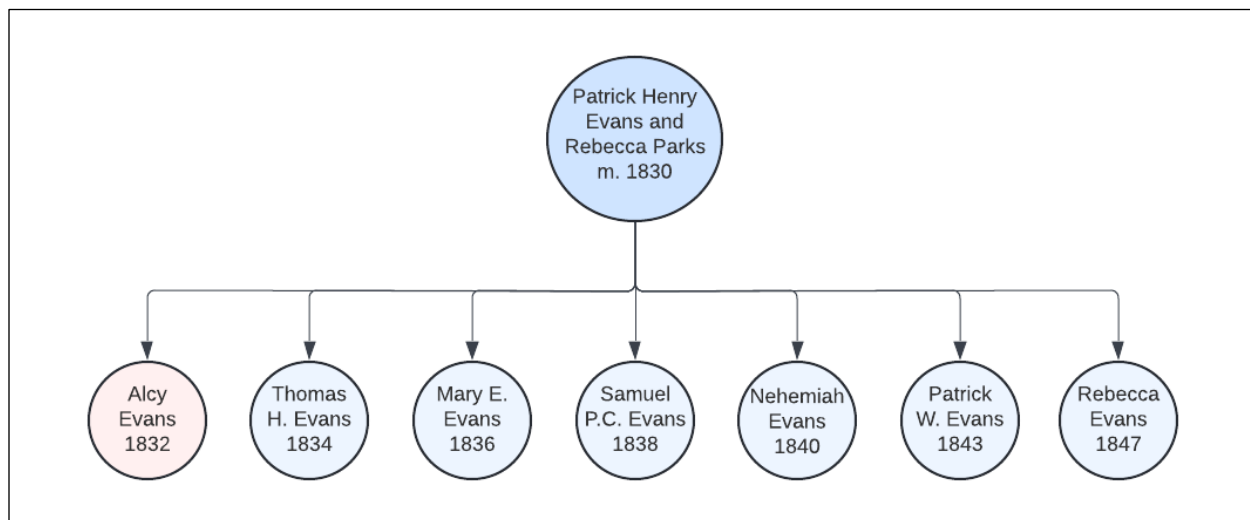 Patrick Henry
Evans and
Rebecca Parks
m. 1830
Alcy
Evans
1832
Thomas
H. Evans
1834
Mary E.
Evans
1836
Samuel
P.C. Evans
1838
Nehemiah
Evans
1840
Patrick
W. Evans
1843
Rebecca
Evans
1847